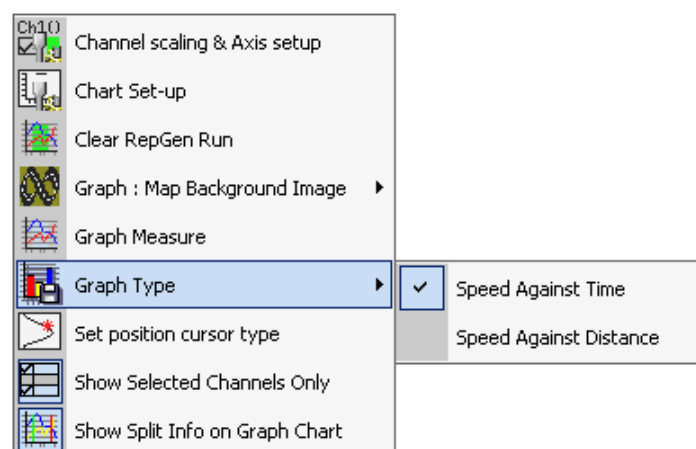 Ch1()
Channel scaling & Axis setup
Chart Set-up
Clear RepGen Run
Graph : Map Background Image
Graph Measure
Graph Type
Speed Against Time
Set position cursor type
Speed Against Distance
Show Selected Channels Only
Show Split Info on Graph Chart